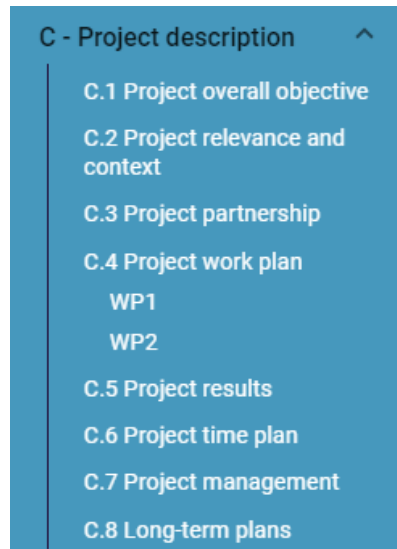 C - Project description
C.1 Project overall objective
C.2 Project relevance and
context
C.3 Project partnership
C.4 Project work plan
WP1
WP2
C.5 Project results
C.6 Project time plan
C.7 Project management
C.8 Long-term plans